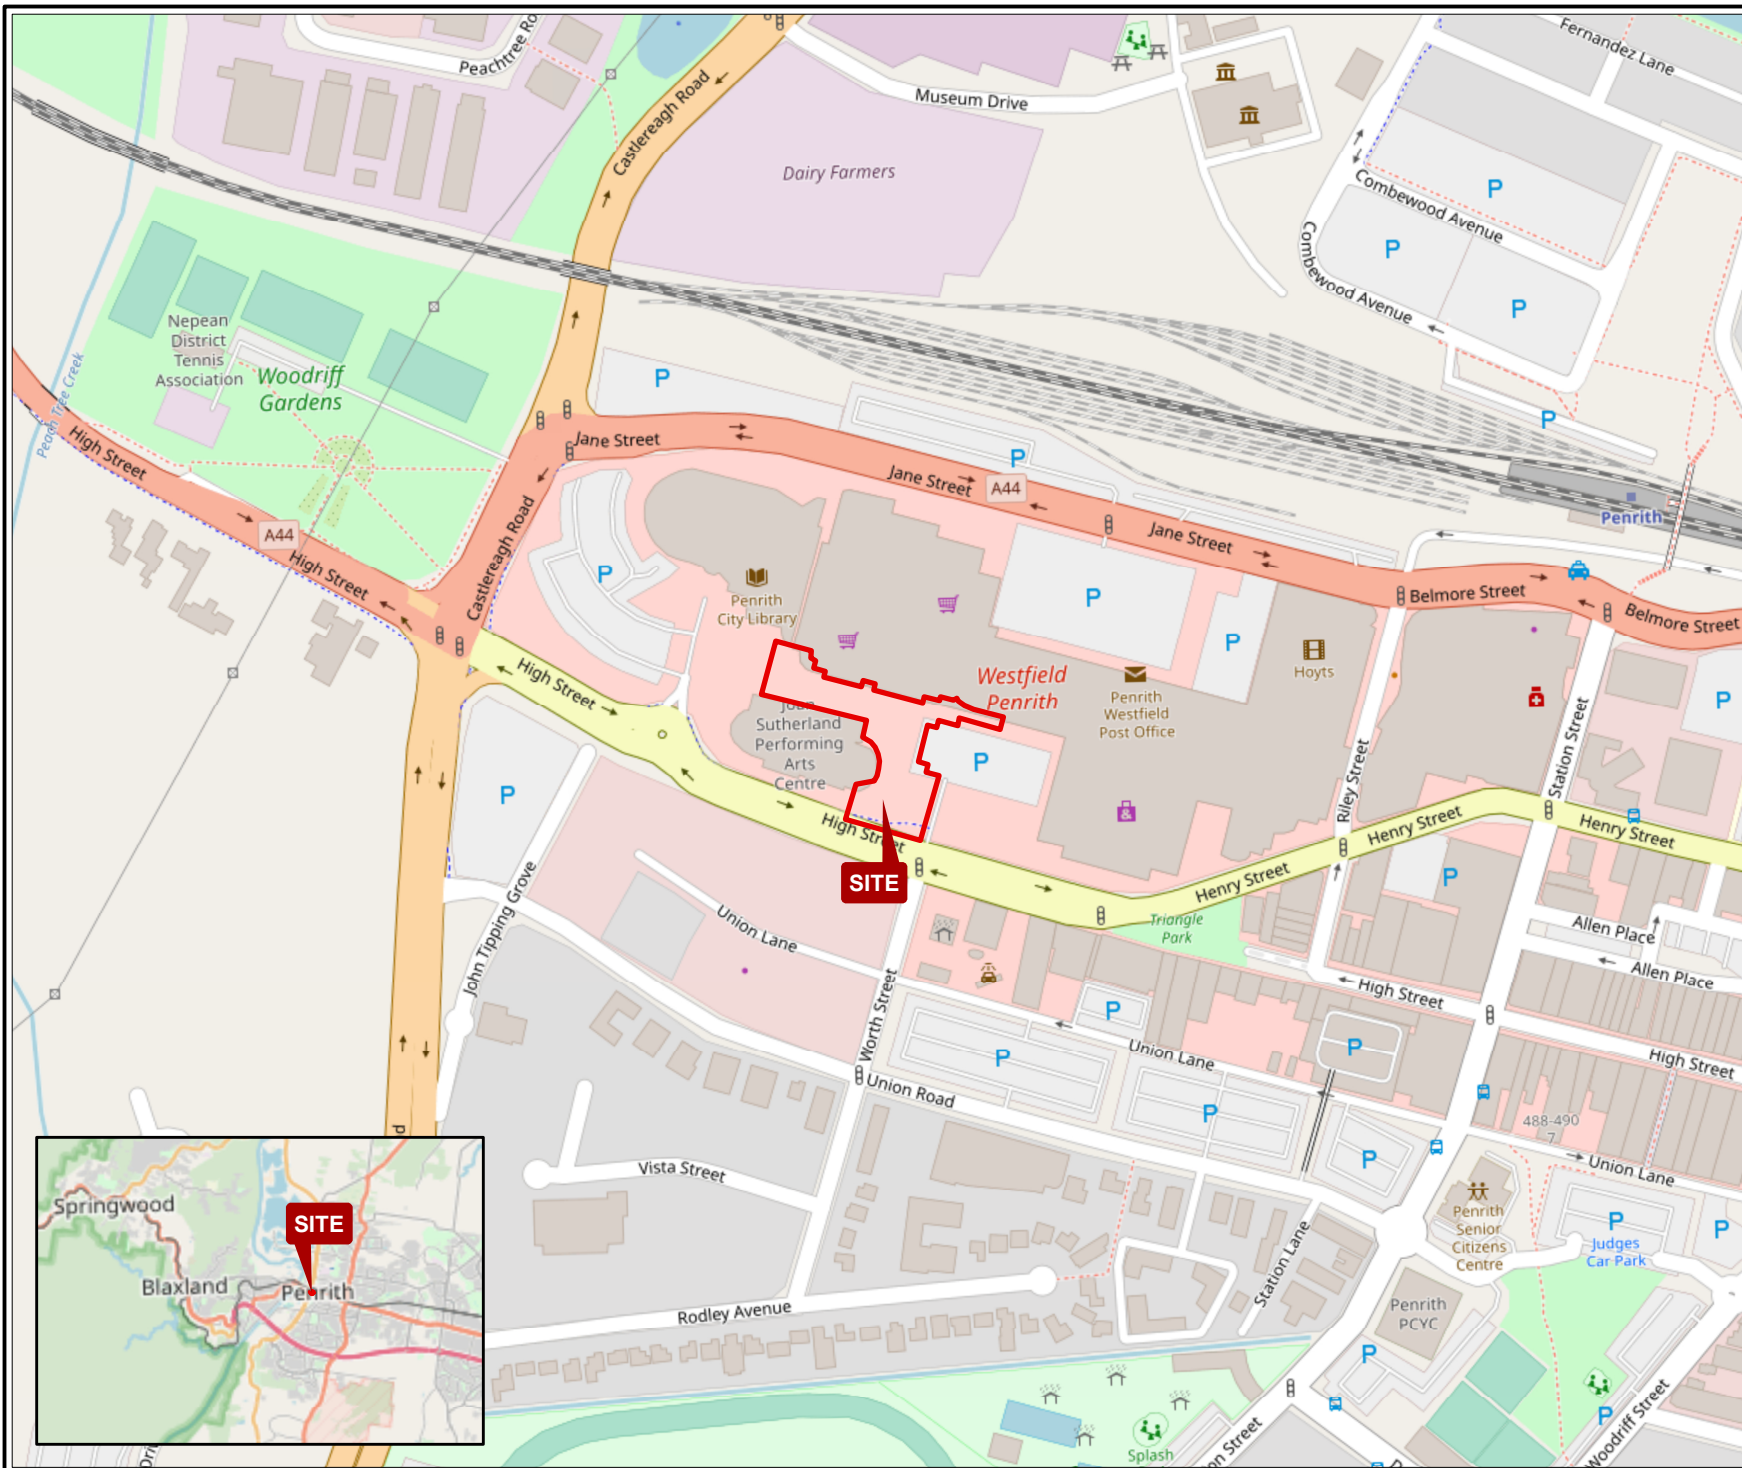 Peachtree Ro
Castlereagh Road
Museum Drive
Fernandez Lane
Dairy Farmers
Combewood Avenue
Combewood Avenue
P
P
P
Nepean
District
Tennis
Association
Woodriff
Gardens
Peach Tree Creek
High Street
A44
High Street
P
Jane Street
P
Jane Street
A44
Jane Street
P
Penrith
Belmore Street
Belmore Street
Castlereagh Road
P
Penrith
City Library
P
P
Hoyts
Westfield
Penrith
Penrith
Westfield
Post Office
P
Joan
Sutherland
Performing
Arts
Centre
P
High Street
P
High Street
SITE
Riley Street
Station Street
Henry Street
Henry Street
Henry Street
P
Triangle
Park
Allen Place
Allen Place
John Tipping Grove
Union Lane
Worth Street
High Street
High Street
P
P
P
Union Lane
Union Road
P
P
488-490
7
Union Lane
Vista Street
Penrith
Senior
Citizens
Centre
P
Judges
Car Park
P
Station Lane
Rodley Avenue
Penrith
PCYC
P
P
Woodriff Street
Splash
on Street
d
Driv
Springwood
SITE
Blaxland
Penrith